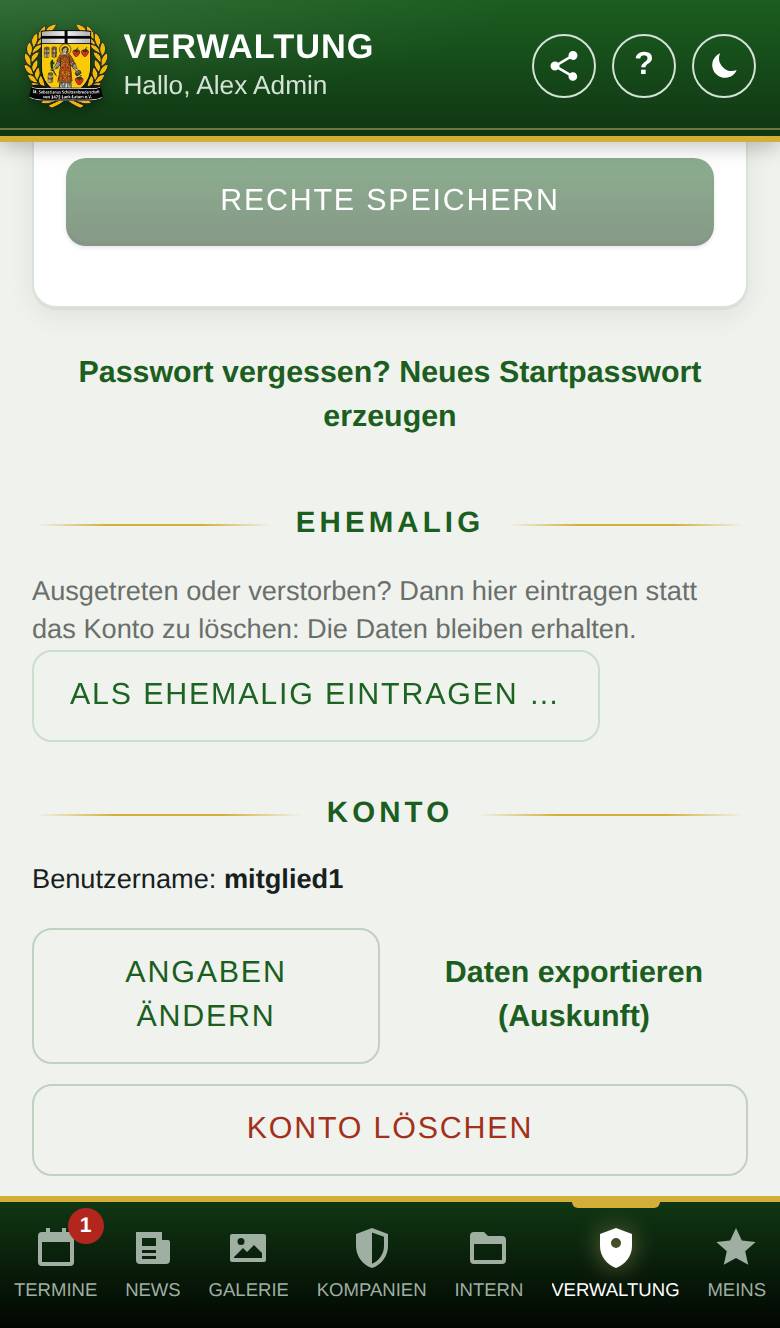 VERWALTUNG
Hallo, Alex Admin
?
RECHTE SPEICHERN
Passwort vergessen? Neues Startpasswort
erzeugen
EHEMALIG
Ausgetreten oder verstorben? Dann hier eintragen statt
das Konto zu löschen: Die Daten bleiben erhalten.
ALS EHEMALIG EINTRAGEN ...
KONTO
Benutzername: mitglied1
ANGABEN
ÄNDERN
Daten exportieren
(Auskunft)
KONTO LÖSCHEN
1
TERMINE
NEWS
GALERIE
KOMPANIEN
INTERN
VERWALTUNG
MEINS